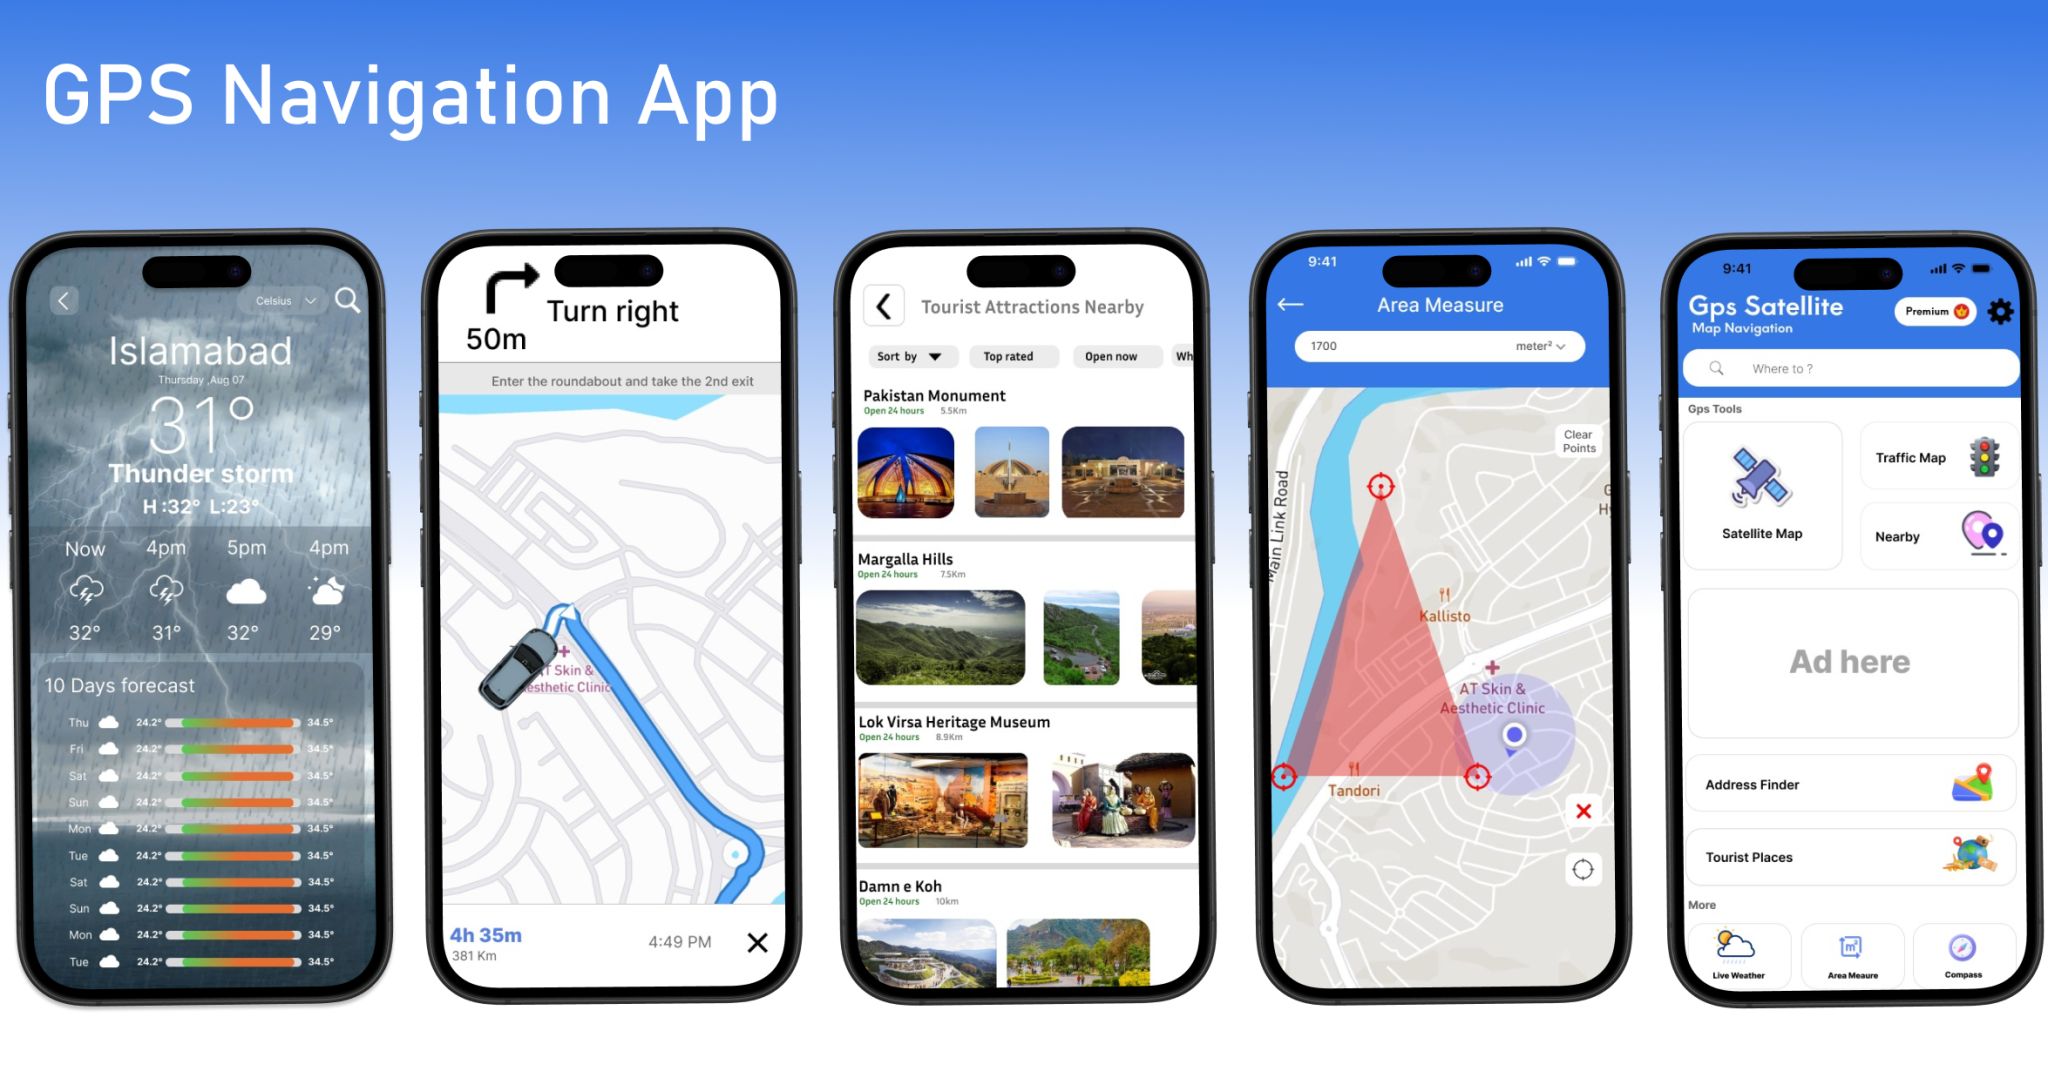 GPS Navigation App
Celsius
Islamabad
Thursday ,Aug 07
31°
Thunder storm
H :32° L:23°
Now 4pm 5pm 4pm
32° 31° 32° 29°
10 Days forecast
Thu 24.2° 34.5°
Fri 24.2° 34.5°
Sat 24.2° 34.5°
Sun 24.2° 34.5°
Mon 24.2° 34.5°
Tue 24.2° 34.5°
Sat 24.2° 34.5°
Sun 24.2° 34.5°
Mon 24.2° 34.5°
Tue 24.2° 34.5°
Turn right
50m
Enter the roundabout and take the 2nd exit
T Skin &
esthetic Clinic
4h 35m
381 Km
4:49 PM
Tourist Attractions Nearby
Sort by Top rated Open now Wh
Pakistan Monument
Open 24 hours 5.5Km
Margalla Hills
Open 24 hours 7.5Km
Lok Virsa Heritage Museum
Open 24 hours 8.9Km
Damn e Koh
Open 24 hours 10km
9:41
Area Measure
1700 meter²
Clear
Points
Main Link Road
G
Hy
Kallisto
AT Skin &
Aesthetic Clinic
Tandori
9:41
Gps Satellite
Map Navigation
Premium
Where to ?
Gps Tools
Satellite Map
Traffic Map
Nearby
Ad here
Address Finder
Tourist Places
More
Live Weather
m²
Area Meaure
Compass